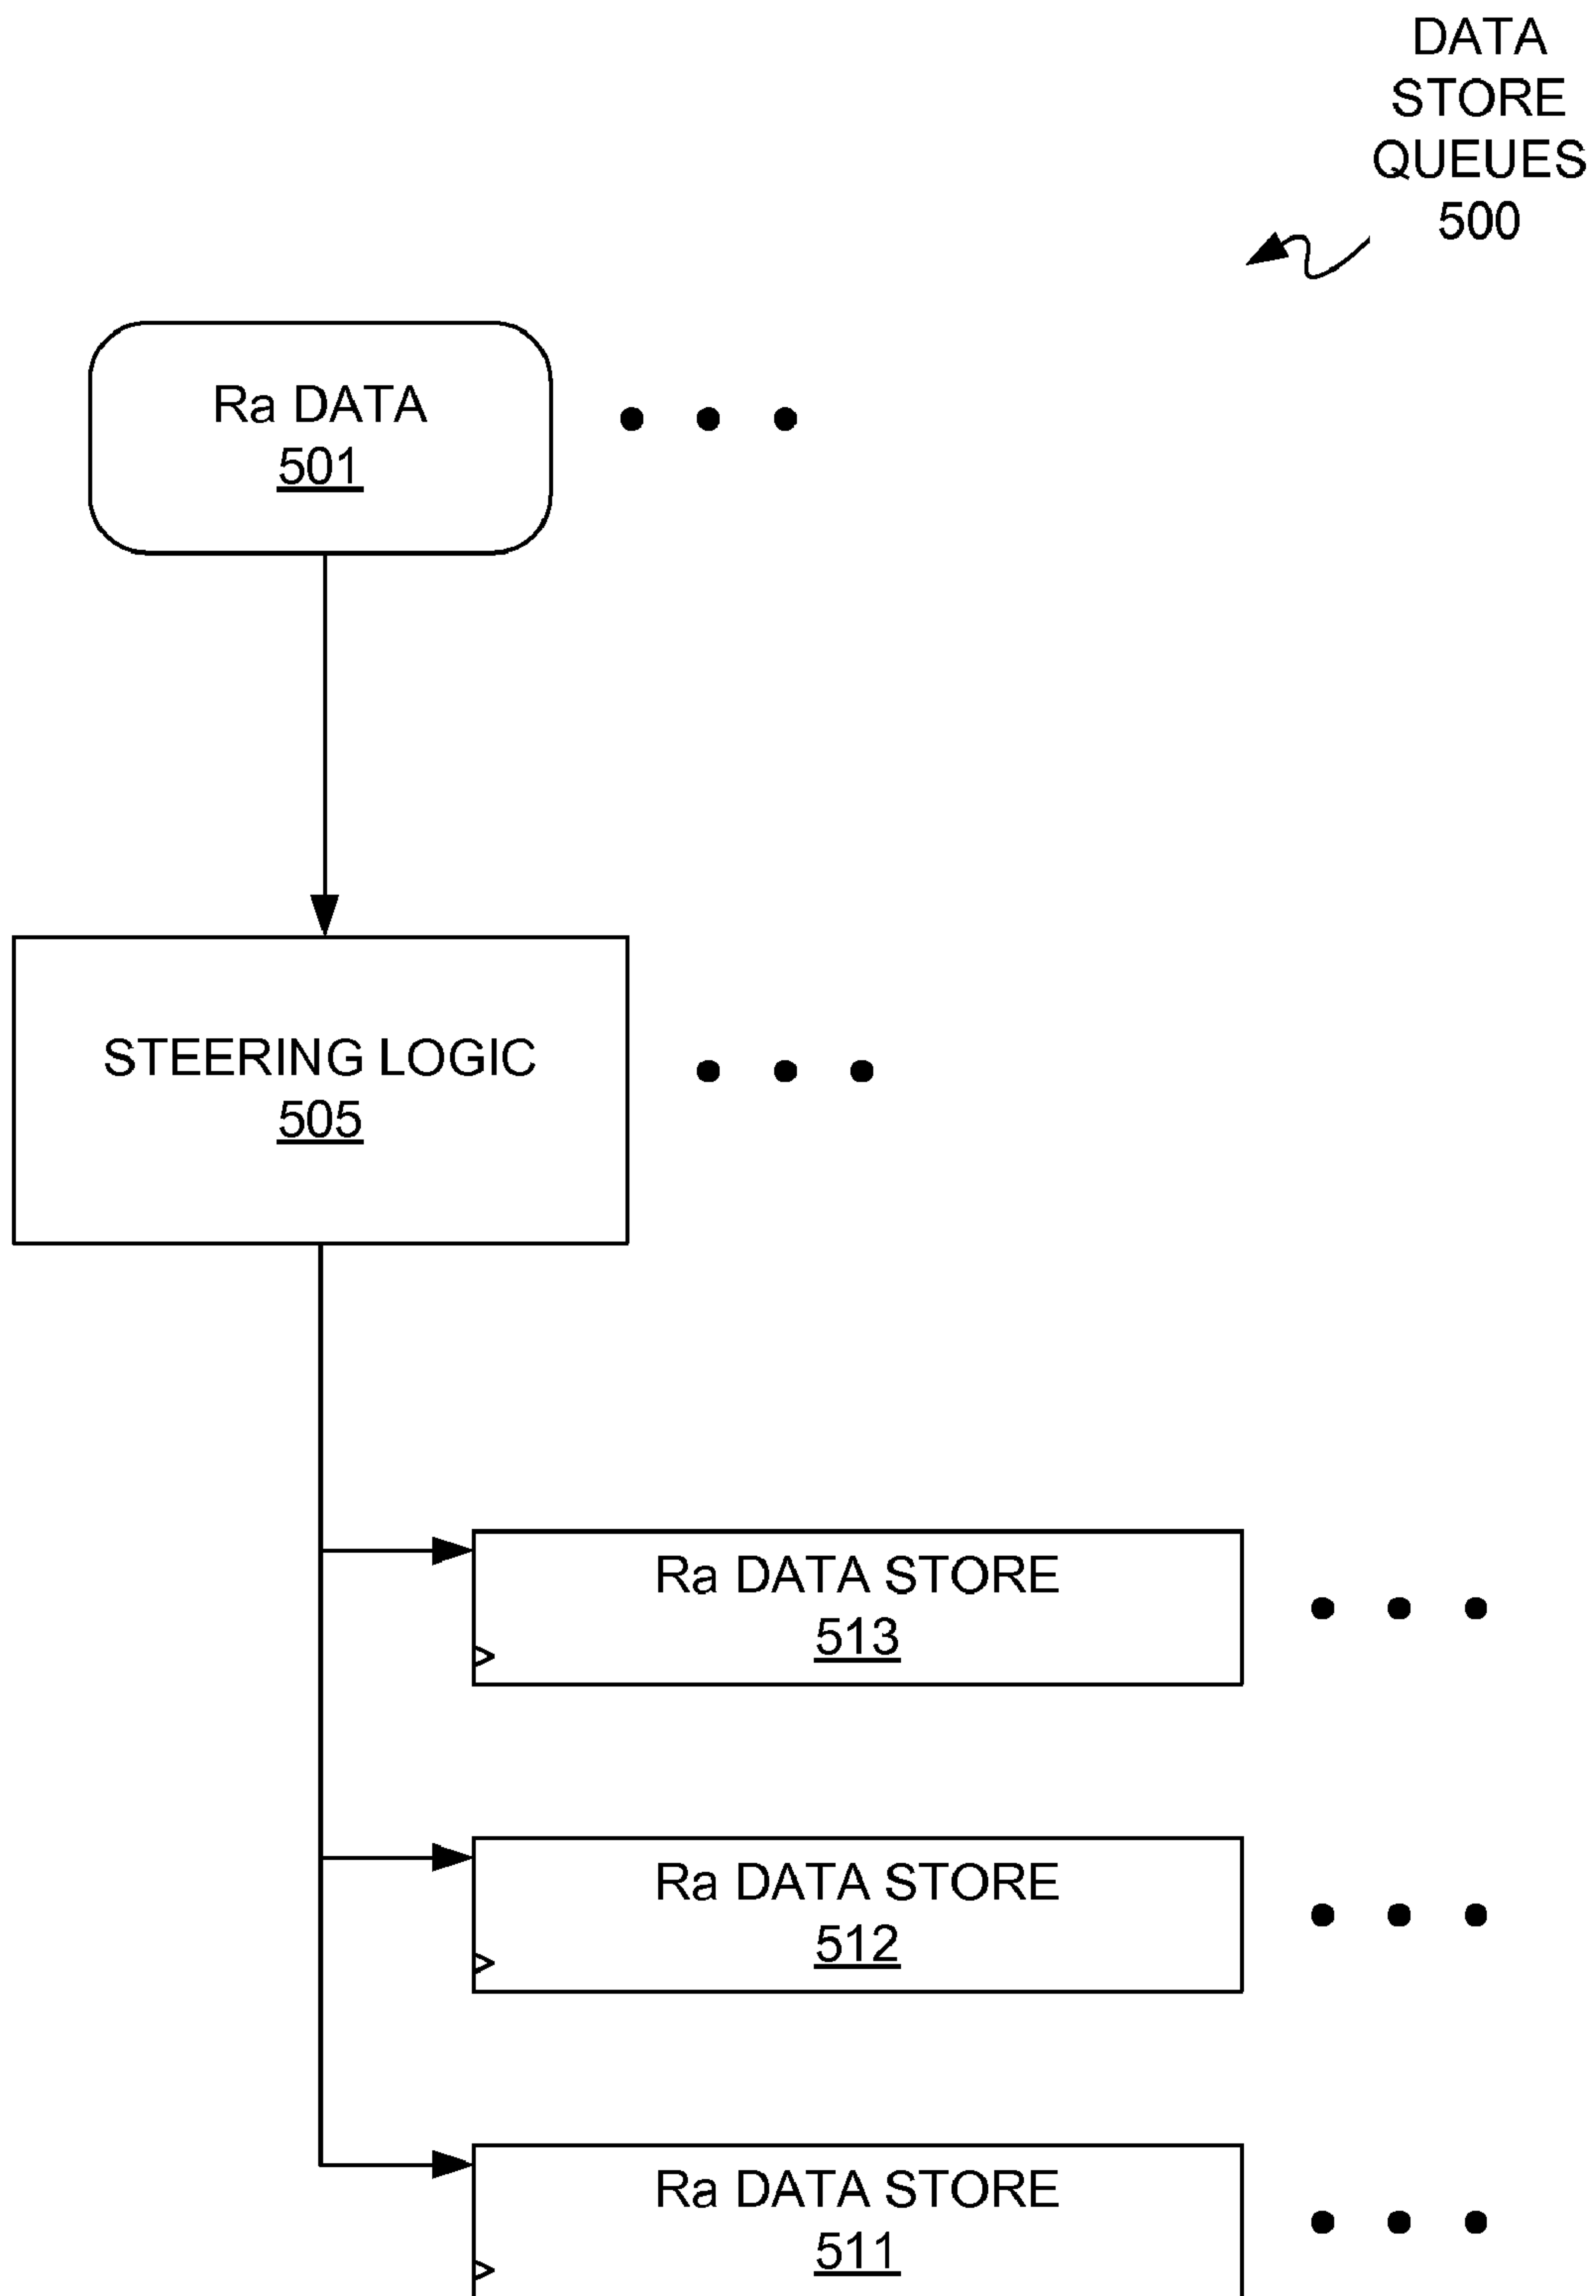 DATA
STORE
QUEUES
500
Ra DATA
501
STEERING LOGIC
505
Ra DATA STORE
513
Ra DATA STORE
512
Ra DATA STORE
511